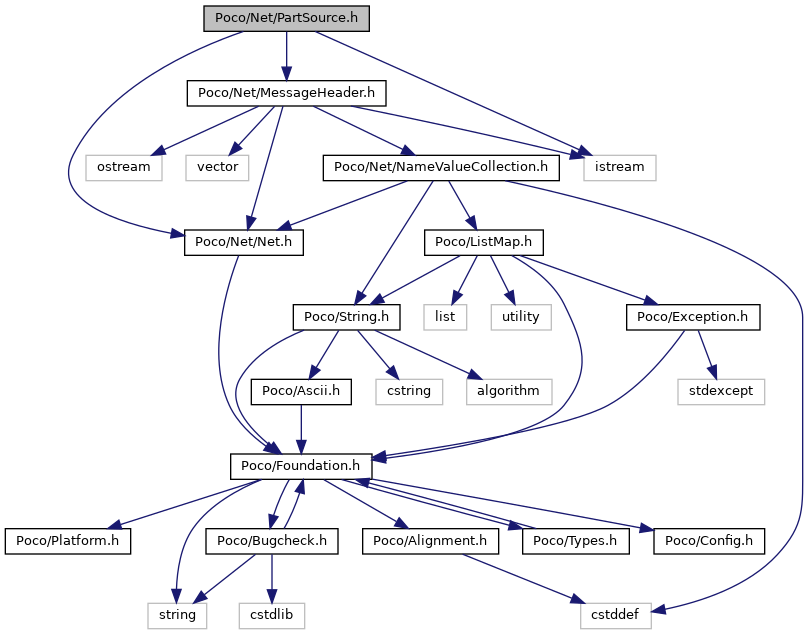 Poco/Net/PartSource.h
Poco/Net/MessageHeader.h
ostream
vector
Poco/Net/NameValueCollection.h
istream
Poco/Net/Net.h
Poco/ListMap.h
Poco/String.h
list
utility
Poco/Exception.h
Poco/Ascii.h
cstring
algorithm
stdexcept
Poco/Foundation.h
Poco/Platform.h
Poco/Bugcheck.h
Poco/Alignment.h
Poco/Types.h
Poco/Config.h
string
cstdlib
cstddef